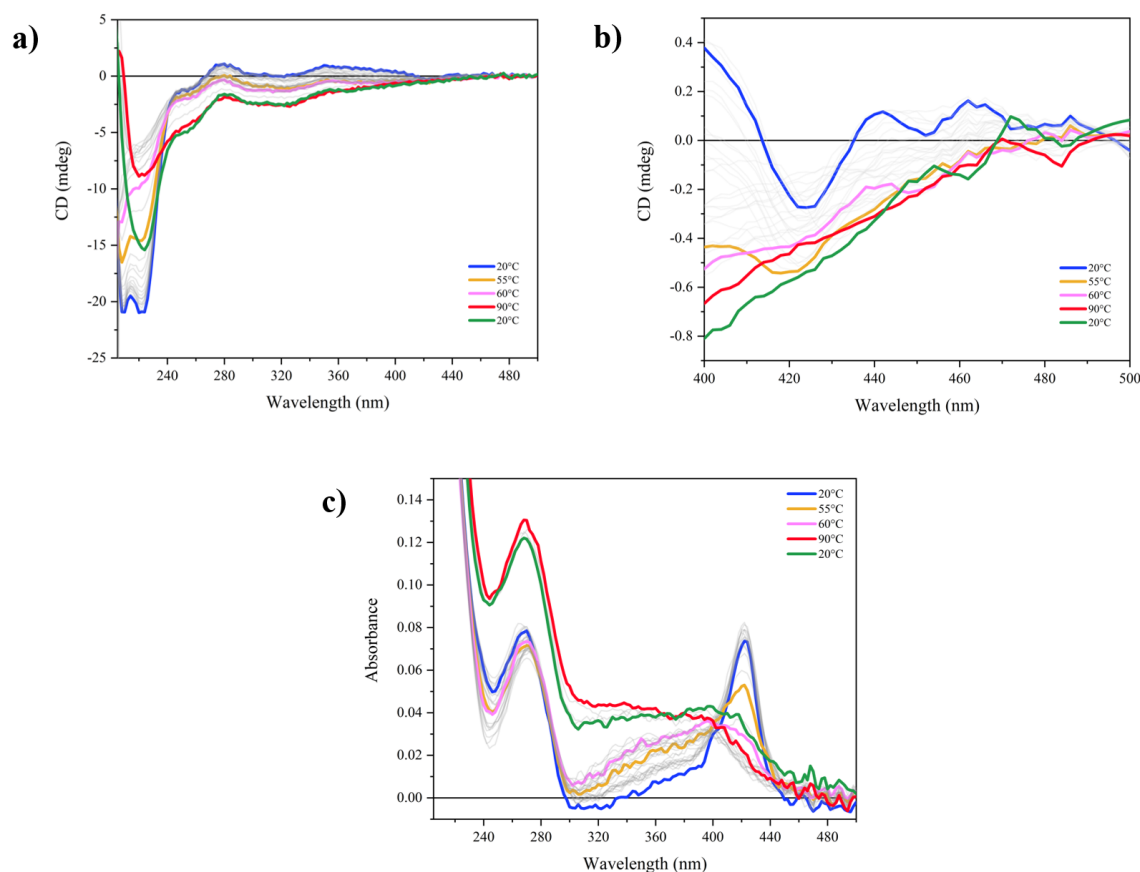 a)
CD (mdeg)
5
0
-5
-10
-15
-20
-25
240 280 320 360 400 440 480
Wavelength (nm)
20°C
55°C
60°C
90°C
20°C
b)
CD (mdeg)
0.4
0.2
0.0
-0.2
-0.4
-0.6
-0.8
400 420 440 460 480 500
Wavelength (nm)
20°C
55°C
60°C
90°C
20°C
c)
Absorbance
0.14
0.12
0.10
0.08
0.06
0.04
0.02
0.00
240 280 320 360 400 440 480
Wavelength (nm)
20°C
55°C
60°C
90°C
20°C